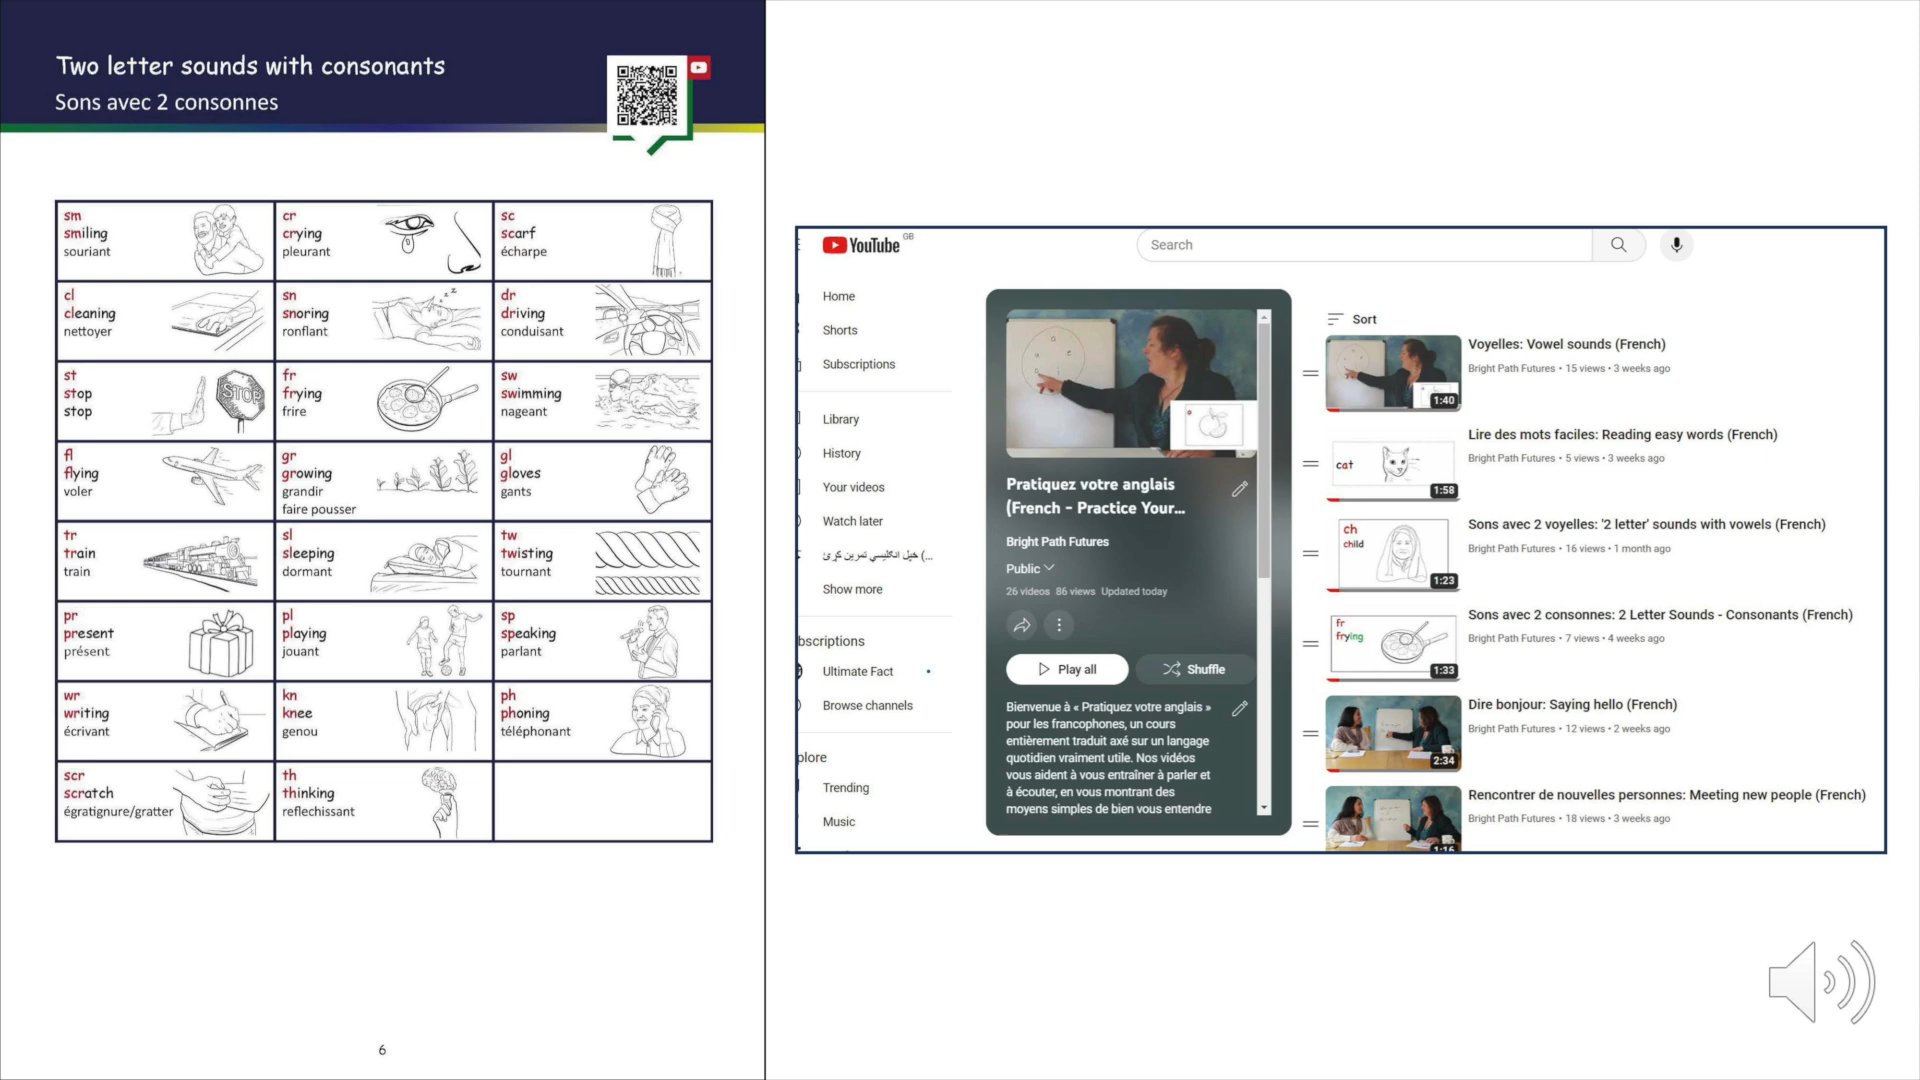 Two letter sounds with consonants
Sons avec 2 consonnes
sm
smiling
souriant
cr
crying
pleurant
sc
scarf
écharpe
cl
cleaning
nettoyer
sn
snoring
ronflant
dr
driving
conduisant
st
stop
stop
STOP
fr
frying
frire
sw
swimming
nageant
fl
flying
voler
gr
growing
grandir
faire pousser
gl
gloves
gants
tr
train
train
sl
sleeping
dormant
tw
twisting
tournant
pr
present
présent
pl
playing
jouant
sp
speaking
parlant
wr
writing
écrivant
kn
knee
genou
ph
phoning
téléphonant
scr
scratch
égratignure/gratter
th
thinking
reflechissant
6
YouTube GB
Search
Home
Shorts
Subscriptions
Library
History
Your videos
Watch later
خپل انګلیسي تمرین کړئ (...
Show more
bscriptions
Ultimate Fact
Browse channels
plore
Trending
Music
Pratiquez votre anglais
(French - Practice Your...
Bright Path Futures
Public
26 videos 86 views Updated today
Play all
Shuffle
Bienvenue à « Pratiquez votre anglais »
pour les francophones, un cours
entièrement traduit axé sur un langage
quotidien vraiment utile. Nos vidéos
vous aident à vous entraîner à parler et
à écouter, en vous montrant des
moyens simples de bien vous entendre
Sort
Voyelles: Vowel sounds (French)
Bright Path Futures • 15 views • 3 weeks ago
1:40
Lire des mots faciles: Reading easy words (French)
Bright Path Futures • 5 views • 3 weeks ago
cat
1:58
Sons avec 2 voyelles: '2 letter' sounds with vowels (French)
Bright Path Futures • 16 views • 1 month ago
ch
child
1:23
Sons avec 2 consonnes: 2 Letter Sounds - Consonants (French)
Bright Path Futures • 7 views • 4 weeks ago
fr
frying
1:33
Dire bonjour: Saying hello (French)
Bright Path Futures • 12 views • 2 weeks ago
2:34
Rencontrer de nouvelles personnes: Meeting new people (French)
Bright Path Futures • 18 views • 3 weeks ago
1:16